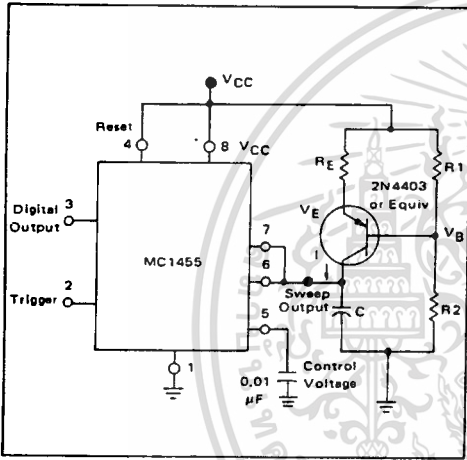 VCC
Reset
4
8 VCC
RE
R1
2N4403
or Equiv
Digital
Output
3
VE
VB
7
MC1455
6
I
Trigger
2
Sweep
Output
C
R2
5
1
Control
Voltage
0.01
μF